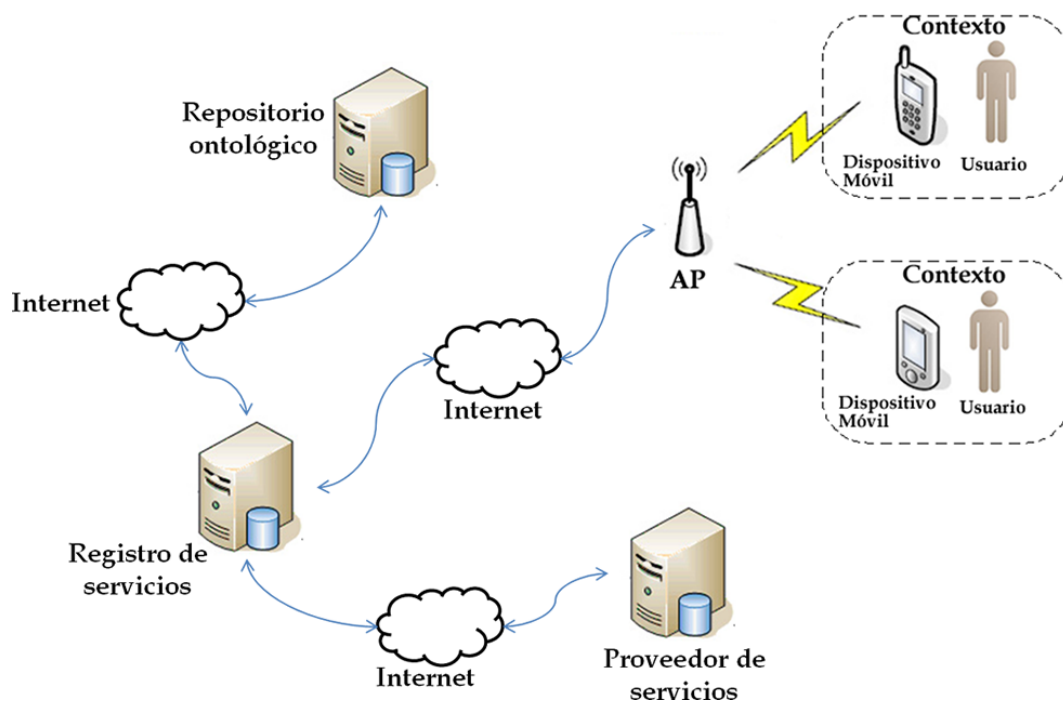 Contexto
Dispositivo
Móvil
Usuario
Repositorio
ontológico
AP
Internet
Contexto
Dispositivo
Móvil
Usuario
Internet
Registro de
servicios
Internet
Proveedor de
servicios